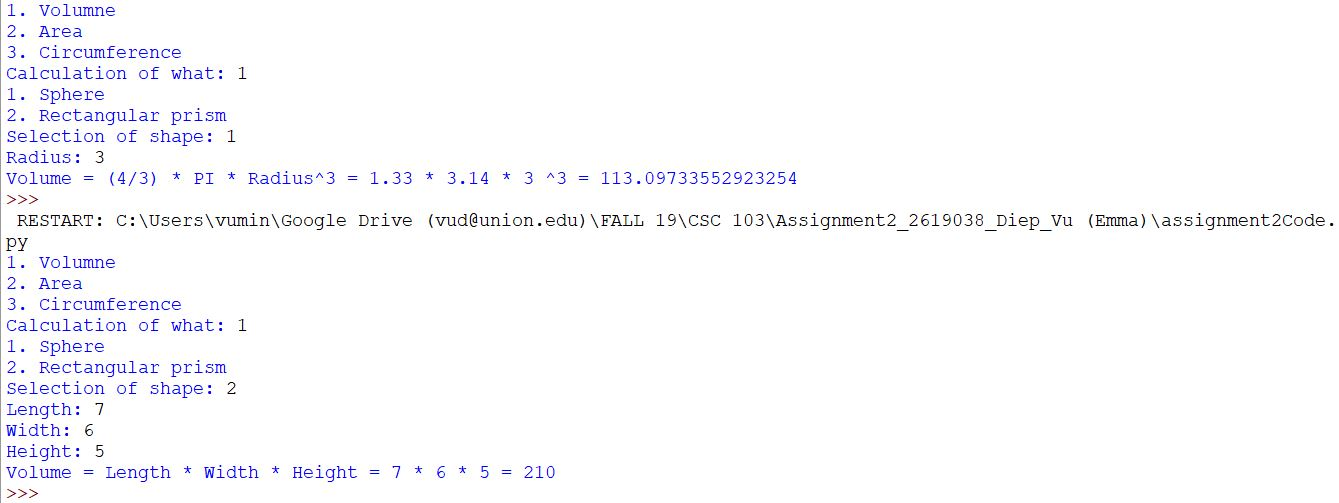 1. Volumne
2. Area
3. Circumference
Calculation of what: 1
1. Sphere
2. Rectangular prism
Selection of shape: 1
Radius: 3
Volume = (4/3) * PI * Radius^3 = 1.33 * 3.14 * 3 ^3 = 113.09733552923254
>>>
 RESTART: C:\Users\vumin\Google Drive (vud@union.edu)\FALL 19\CSC 103\Assignment2_2619038_Diep_Vu (Emma)\assignment2Code.
py
1. Volumne
2. Area
3. Circumference
Calculation of what: 1
1. Sphere
2. Rectangular prism
Selection of shape: 2
Length: 7
Width: 6
Height: 5
Volume = Length * Width * Height = 7 * 6 * 5 = 210
>>>